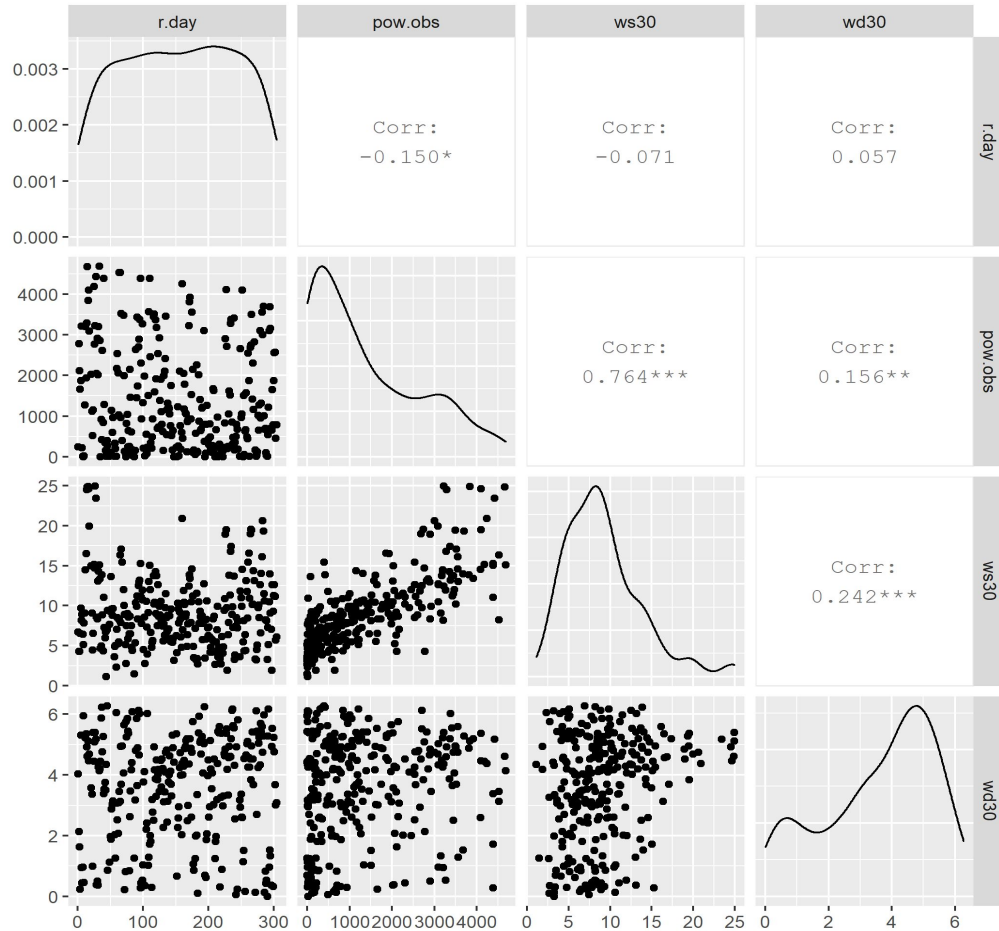 r.day pow.obs ws30 wd30
0.003
0.002
0.001
0.000
Corr:
-0.150*
Corr:
-0.071
Corr:
0.057
r.day
4000
3000
2000
1000
0
Corr:
0.764***
Corr:
0.156**
pow.obs
25
20
15
10
5
0
Corr:
0.242***
ws30
6
4
2
0
wd30
0 100 200 300
0 1000 2000 3000 4000
0 5 10 15 20 25
0 2 4 6